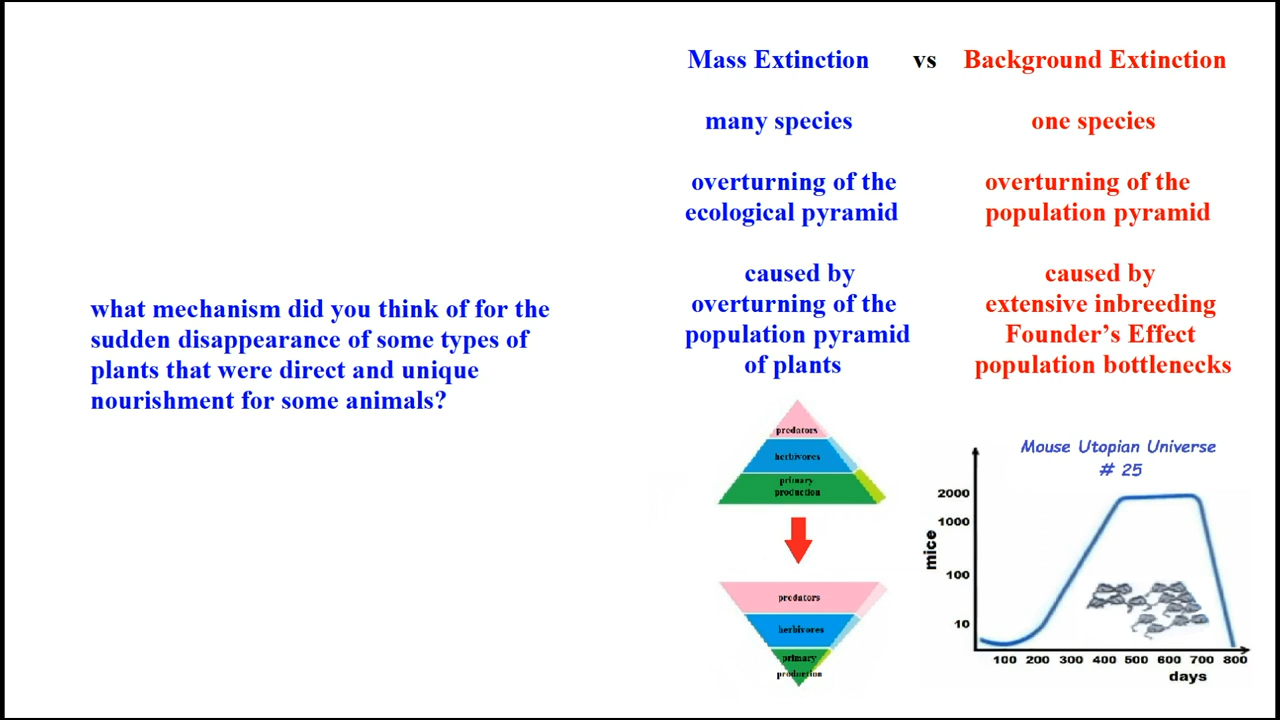 Mass Extinction vs Background Extinction
many species one species
overturning of the overturning of the
ecological pyramid population pyramid
caused by caused by
overturning of the extensive inbreeding
population pyramid Founder's Effect
of plants population bottlenecks
what mechanism did you think of for the
sudden disappearance of some types of
plants that were direct and unique
nourishment for some animals?
predators
herbivores
primary
production
predators
herbivores
primary
production
Mouse Utopian Universe
# 25
2000
1000
100
10
mice
100 200 300 400 500 600 700 800
days